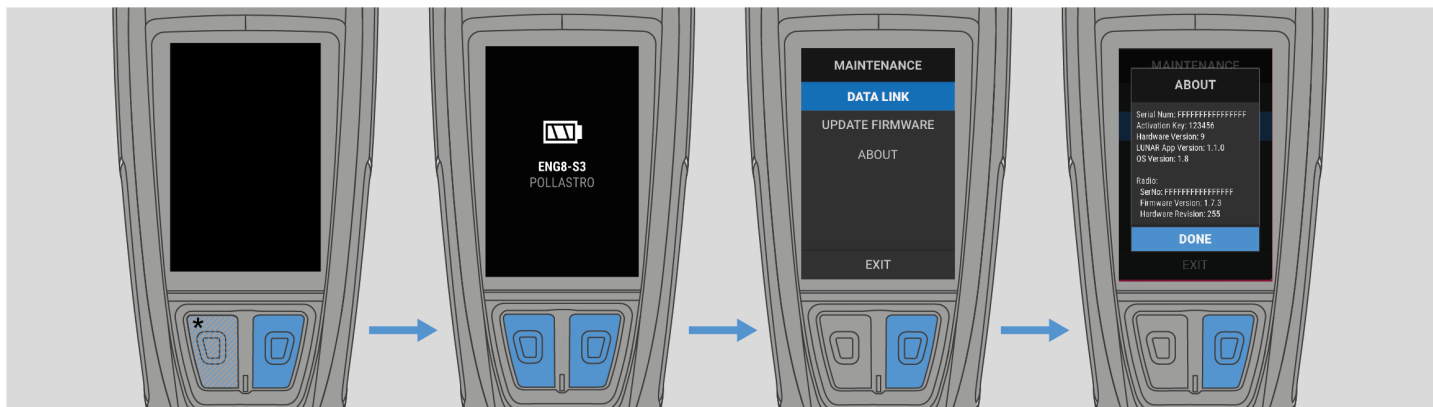 *
ENG8-S3
POLLASTRO
MAINTENANCE
DATA LINK
UPDATE FIRMWARE
ABOUT
EXIT
MAINTENANCE
ABOUT
Serial Num: FFFFFFFFFFFFFFFF
Activation Key: 123456
Hardware Version: 9
LUNAR App Version: 1.1.0
OS Version: 1.8
Radio:
SerNo: FFFFFFFFFFFFFFFF
Firmware Version: 1.7.3
Hardware Revision: 255
DONE
EXIT